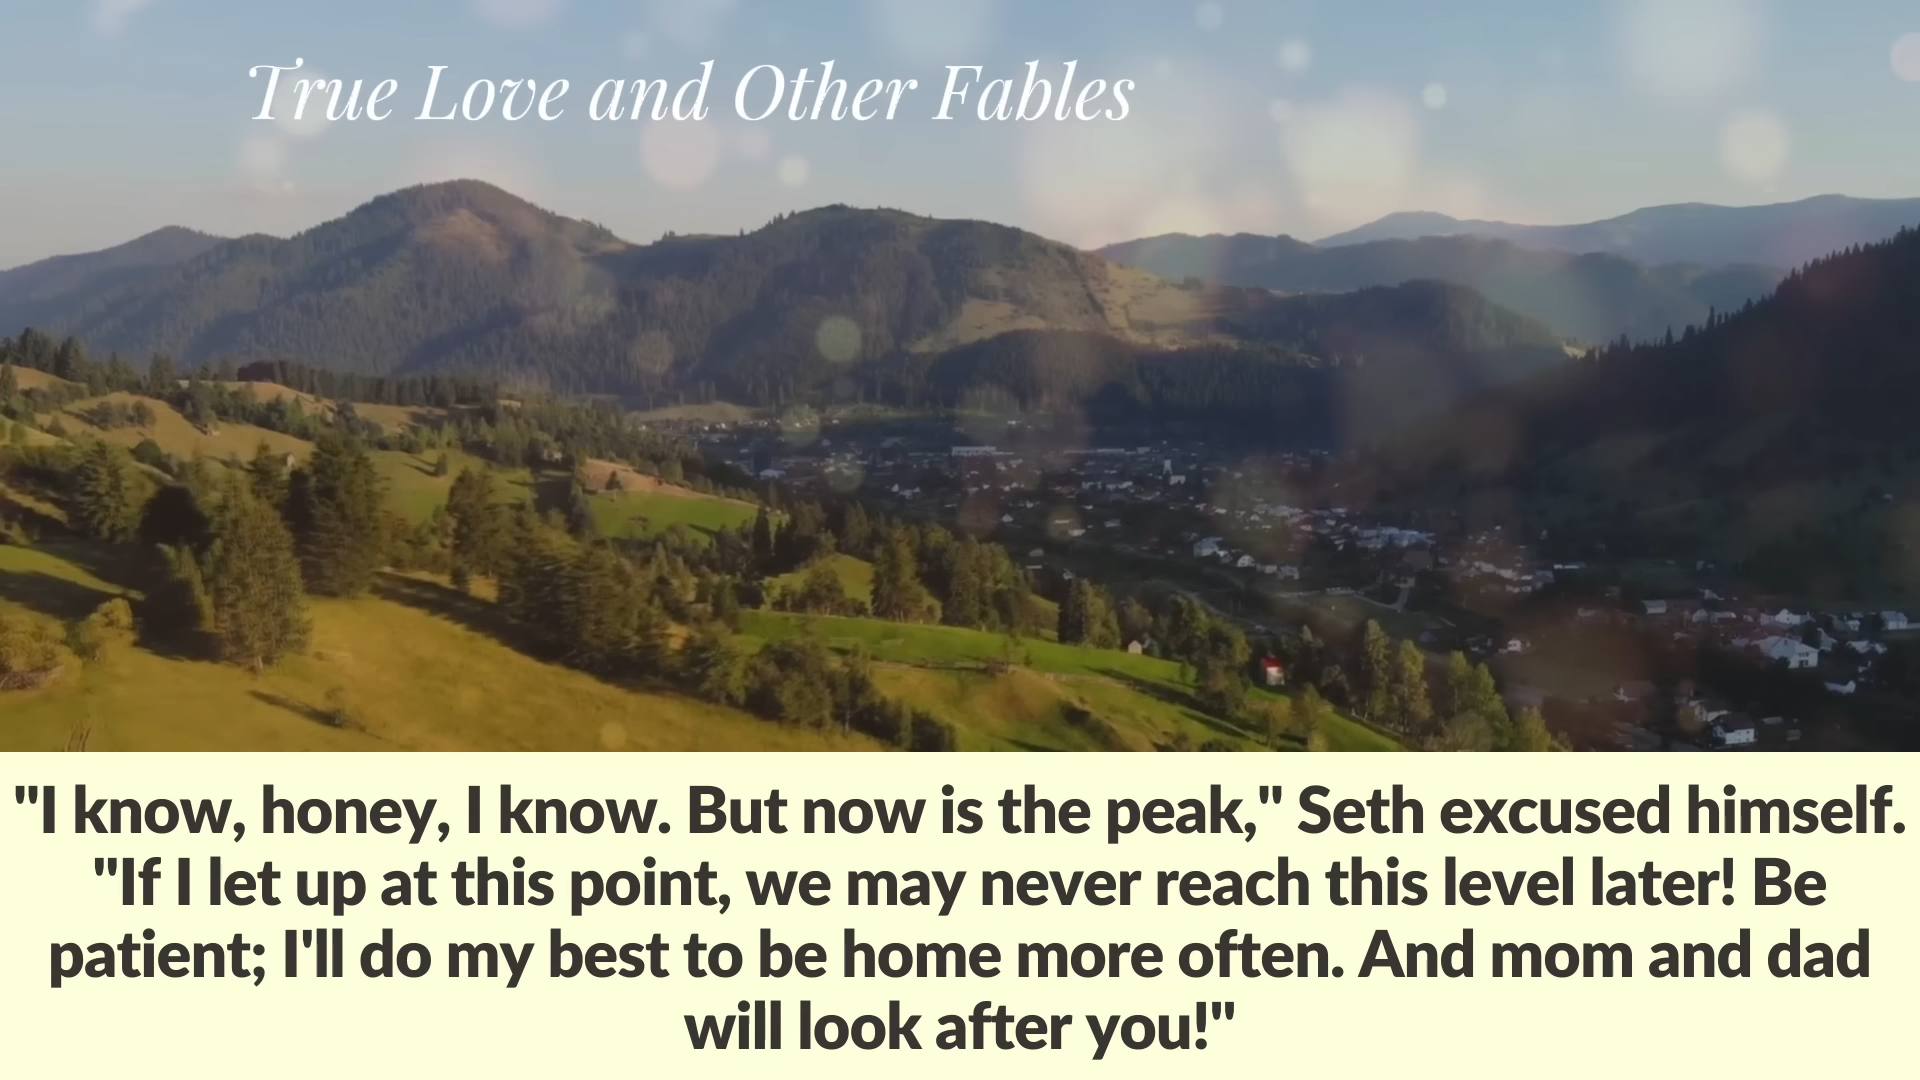 True Love and Other Fables
"I know, honey, I know. But now is the peak," Seth excused himself.
"If I let up at this point, we may never reach this level later! Be
patient; I'll do my best to be home more often. And mom and dad
will look after you!"